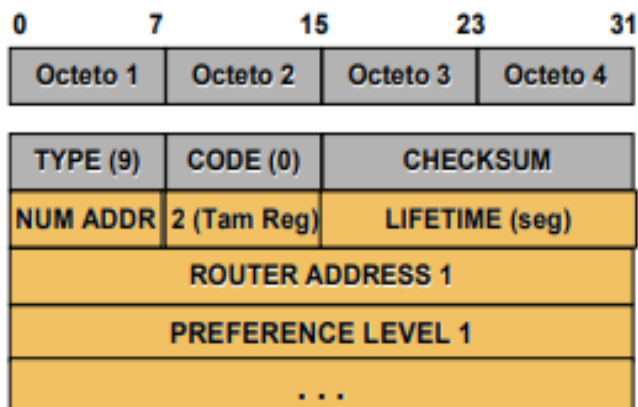 0 7 15 23 31
Octeto 1 Octeto 2 Octeto 3 Octeto 4
TYPE (9) CODE (0) CHECKSUM
NUM ADDR 2 (Tam Reg) LIFETIME (seg)
ROUTER ADDRESS 1
PREFERENCE LEVEL 1
. . .